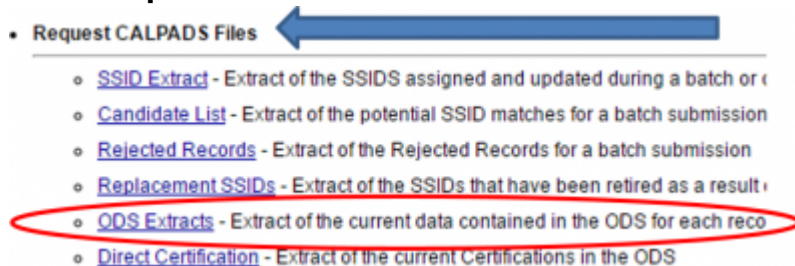 Request CALPADS Files
SSID Extract - Extract of the SSIDS assigned and updated during a batch or
Candidate List - Extract of the potential SSID matches for a batch submission
Rejected Records - Extract of the Rejected Records for a batch submission
Replacement SSIDs - Extract of the SSIDs that have been retired as a result
ODS Extracts - Extract of the current data contained in the ODS for each reco
Direct Certification - Extract of the current Certifications in the ODS